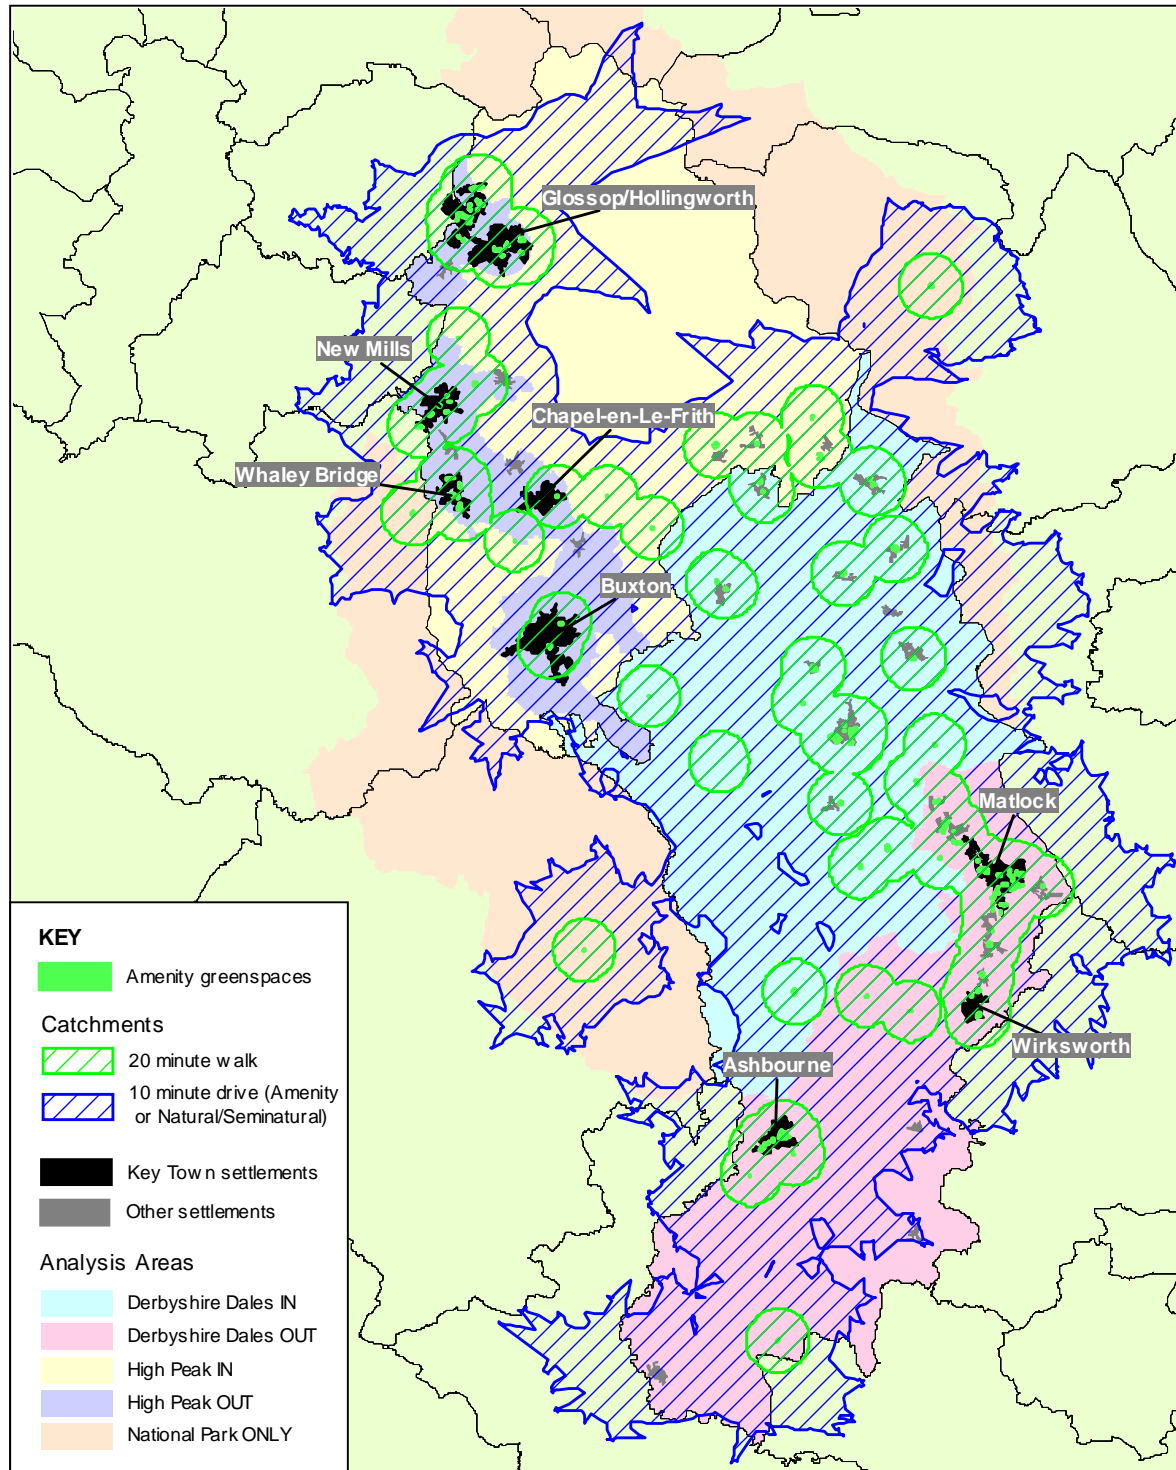 Glossop/Hollingworth
New Mills
Chapel-en-Le-Frith
Whaley Bridge
Buxton
Matlock
Wirksworth
Ashbourne
KEY
Amenity greenspaces
Catchments
20 minute walk
10 minute drive (Amenity
or Natural/Seminatural)
Key Town settlements
Other settlements
Analysis Areas
Derbyshire Dales IN
Derbyshire Dales OUT
High Peak IN
High Peak OUT
National Park ONLY